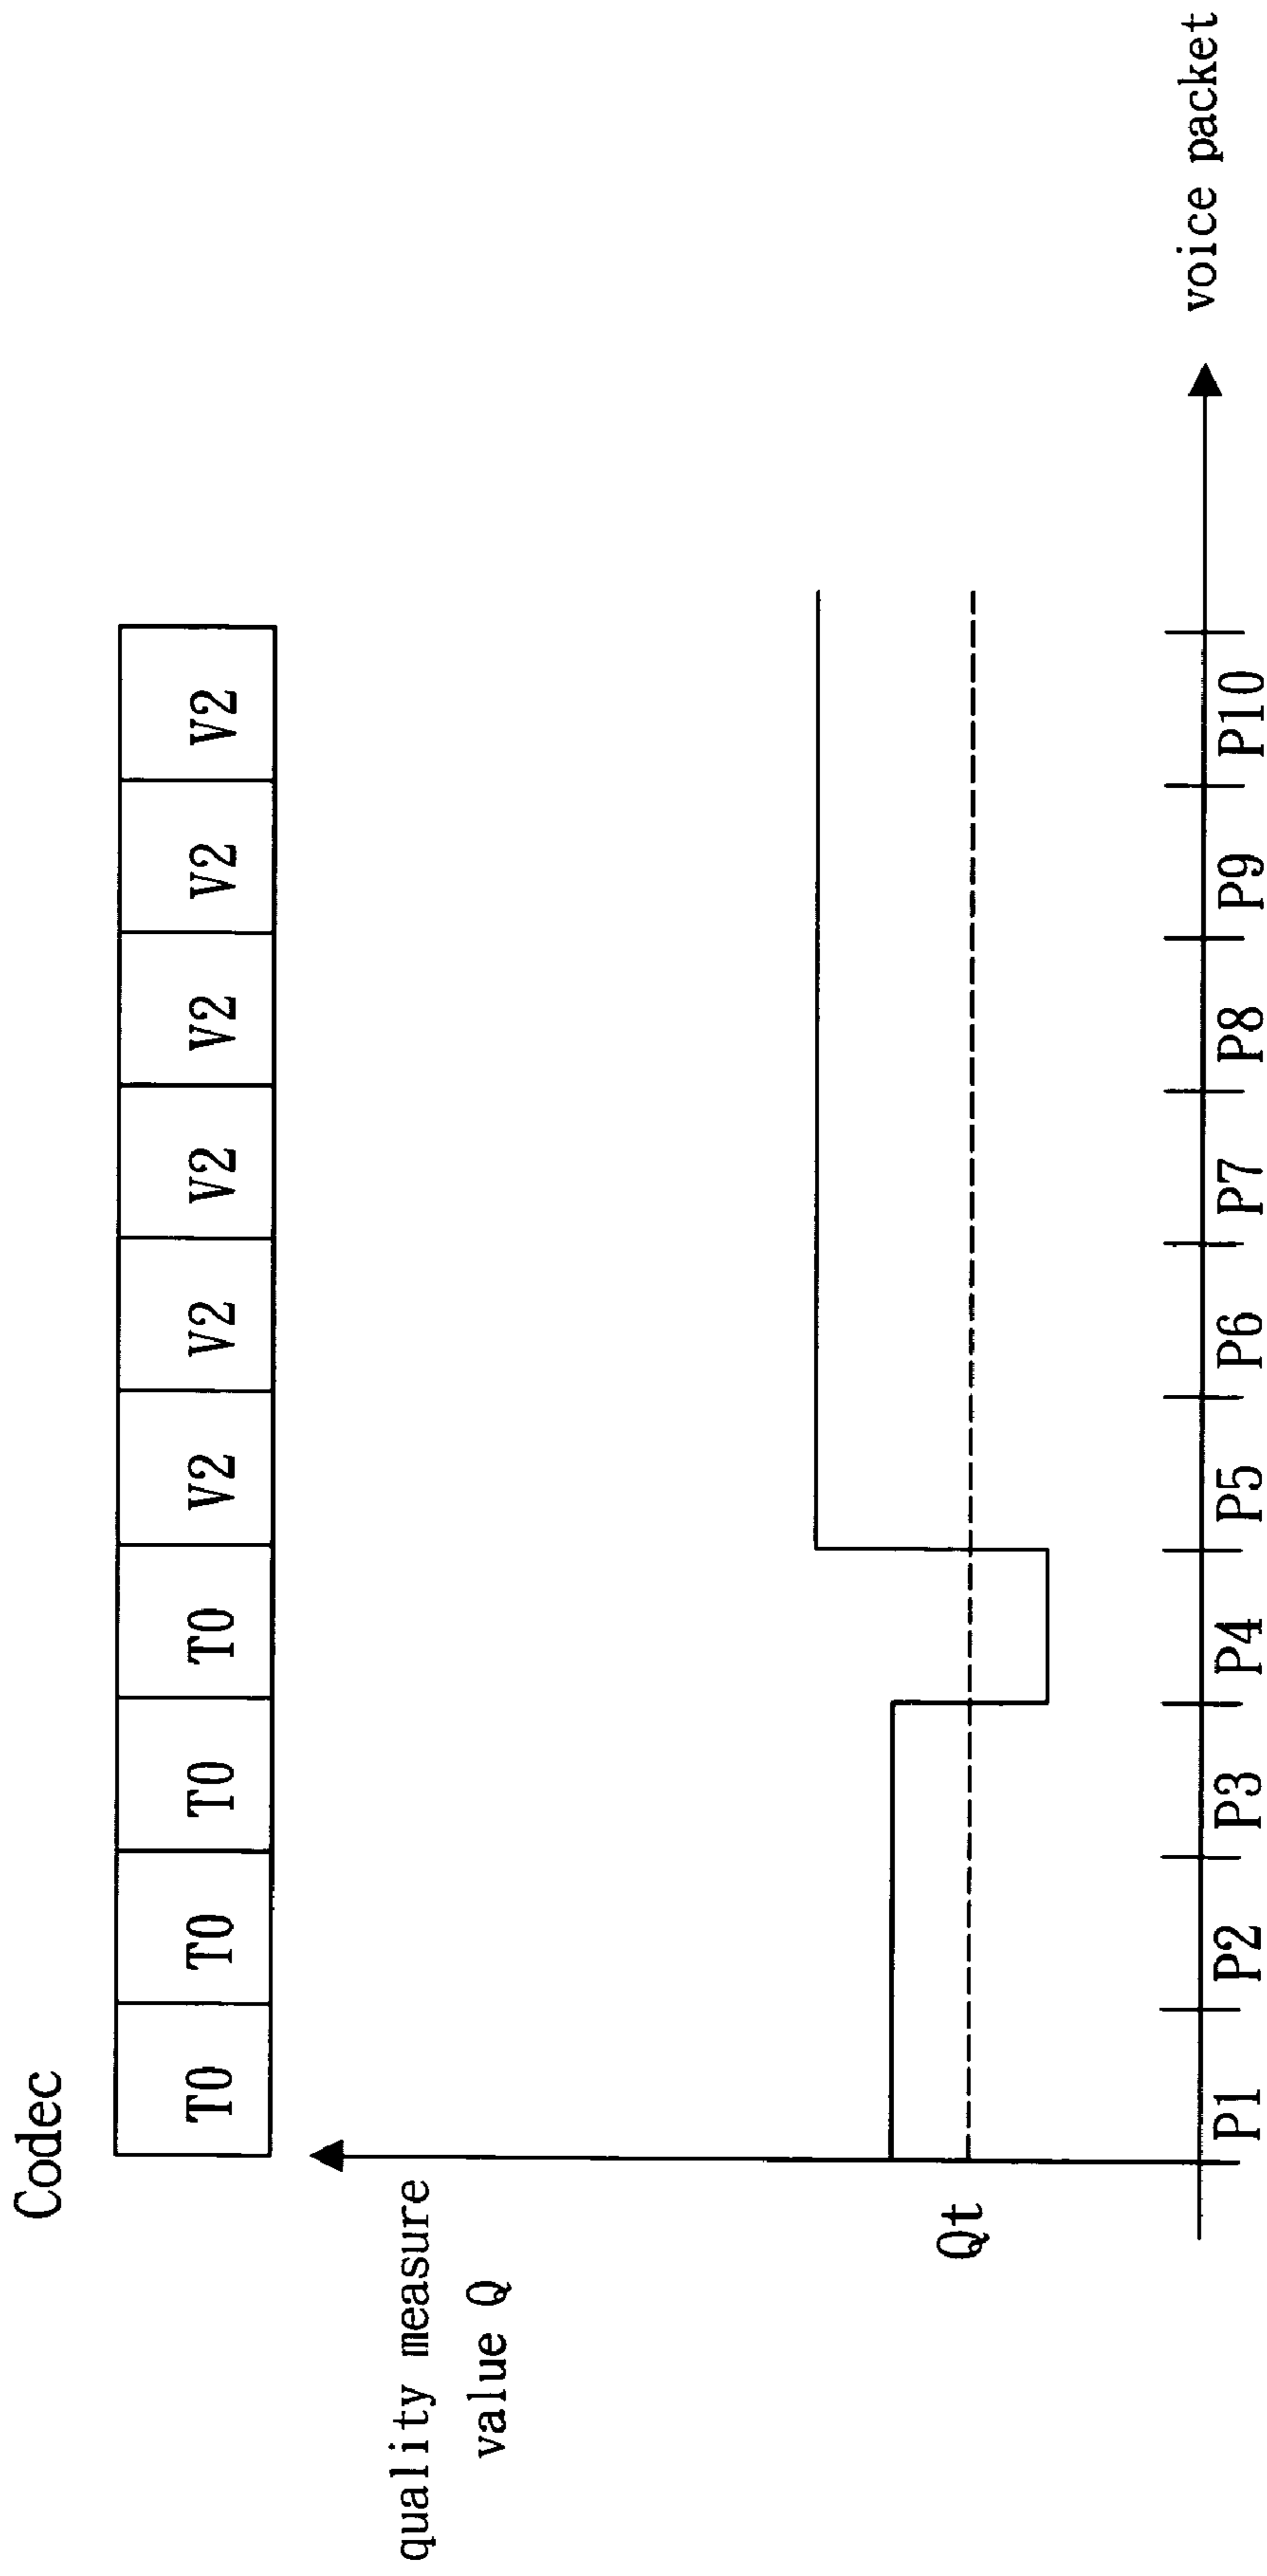 Codec
T0 T0 T0 T0 V2 V2 V2 V2 V2 V2
quality measure
value Q
Qt
P1 P2 P3 P4 P5 P6 P7 P8 P9 P10
voice packet